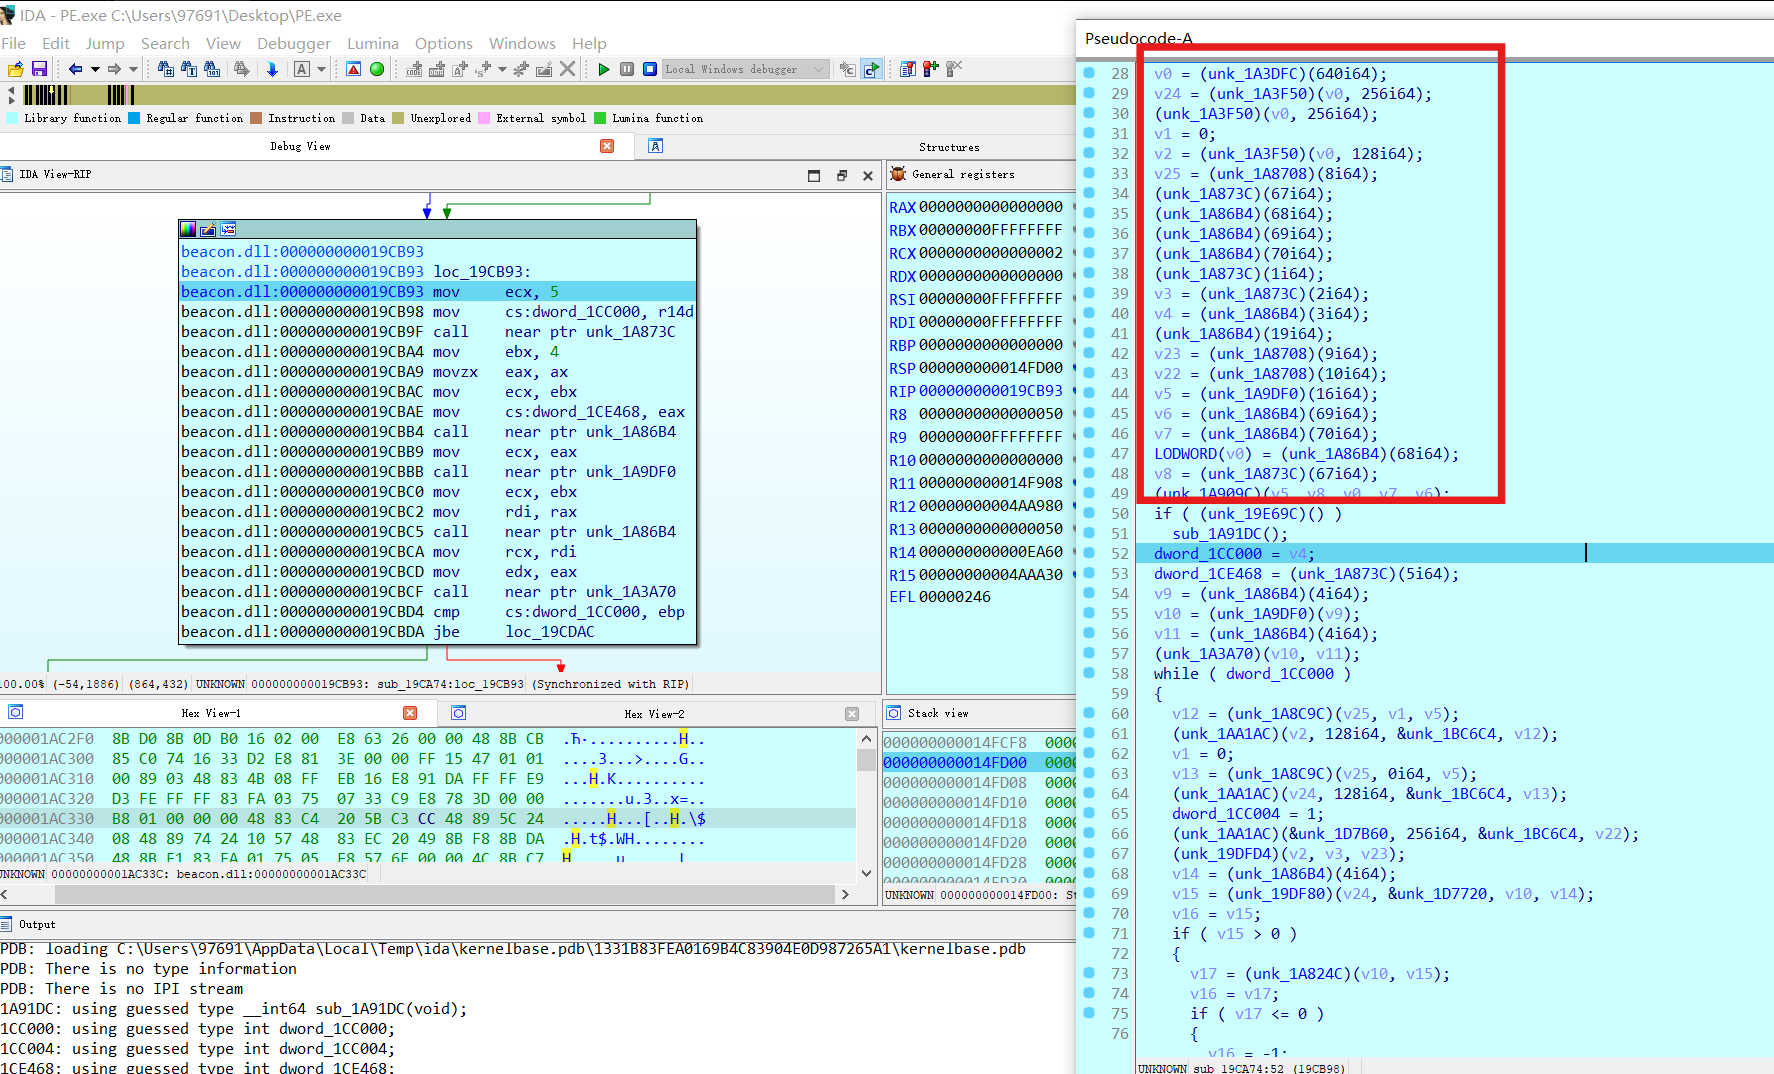 IDA - PE.exe C:\Users\97691\Desktop\PE.exe
File Edit Jump Search View Debugger Lumina Options Windows Help
Local Windows debugger
Library function Regular function Instruction Data Unexplored External symbol Lumina function
Debug View
Structures
IDA View-RIP
beacon.dll:000000000019CB93
beacon.dll:000000000019CB93 loc_19CB93:
beacon.dll:000000000019CB93 mov ecx, 5
beacon.dll:000000000019CB98 mov cs:dword_1CC000, r14d
beacon.dll:000000000019CB9F call near ptr unk_1A873C
beacon.dll:000000000019CBA4 mov ebx, 4
beacon.dll:000000000019CBA9 movzx eax, ax
beacon.dll:000000000019CBAC mov ecx, ebx
beacon.dll:000000000019CBAE mov cs:dword_1CE468, eax
beacon.dll:000000000019CBB4 call near ptr unk_1A86B4
beacon.dll:000000000019CBB9 mov ecx, eax
beacon.dll:000000000019CBBB call near ptr unk_1A9DF0
beacon.dll:000000000019CBC0 mov ecx, ebx
beacon.dll:000000000019CBC2 mov rdi, rax
beacon.dll:000000000019CBC5 call near ptr unk_1A86B4
beacon.dll:000000000019CBCA mov rcx, rdi
beacon.dll:000000000019CBCD mov edx, eax
beacon.dll:000000000019CBCF call near ptr unk_1A3A70
beacon.dll:000000000019CBD4 cmp cs:dword_1CC000, ebp
beacon.dll:000000000019CBDA jbe loc_19CDAC
100.00% (-54,1886) (864,432) UNKNOWN 000000000019CB93: sub_19CA74:loc_19CB93 (Synchronized with RIP)
General registers
RAX 0000000000000000
RBX 00000000FFFFFFFF
RCX 0000000000000002
RDX 0000000000000000
RSI 00000000FFFFFFFF
RDI 00000000FFFFFFFF
RBP 0000000000000000
RSP 000000000014FD00
RIP 000000000019CB93
R8 0000000000000050
R9 00000000FFFFFFFF
R10 0000000000000000
R11 000000000014F908
R12 00000000004AA980
R13 0000000000000050
R14 000000000000EA60
R15 00000000004AAA30
EFL 00000246
Hex View-1
Hex View-2
000001AC2F0 8B D0 8B 0D B0 16 02 00 E8 63 26 00 00 48 8B CB .Ћ·..........H..
000001AC300 85 C0 74 16 33 D2 E8 81 3E 00 00 FF 15 47 01 01 ....3...>....G..
000001AC310 00 89 03 48 83 4B 08 FF EB 16 E8 91 DA FF FF E9 ...H.K..........
000001AC320 D3 FE FF FF 83 FA 03 75 07 33 C9 E8 78 3D 00 00 .......u.3..x=..
000001AC330 B8 01 00 00 00 48 83 C4 20 5B C3 CC 48 89 5C 24 .....H...[..H.\$
000001AC340 08 48 89 74 24 10 57 48 83 EC 20 49 8B F8 8B DA .H.t$.WH........
000001AC350 48 8B F1 83 FA 01 75 05 E8 57 6F 00 00 4C 8B C7
UNKNOWN 00000000001AC33C: beacon.dll:00000000001AC33C
Stack view
000000000014FCF8 0000
000000000014FD00 0000
000000000014FD08 0000
000000000014FD10 0000
000000000014FD18 0000
000000000014FD20 0000
000000000014FD28 0000
000000000014FD30 0000
UNKNOWN 000000000014FD00: St
Output
PDB: loading C:\Users\97691\AppData\Local\Temp\ida\kernelbase.pdb\1331B83FEA0169B4C83904E0D987265A1\kernelbase.pdb
PDB: There is no type information
PDB: There is no IPI stream
1A91DC: using guessed type __int64 sub_1A91DC(void);
1CC000: using guessed type int dword_1CC000;
1CC004: using guessed type int dword_1CC004;
1CE468: using guessed type int dword_1CE468;
Pseudocode-A
28 v0 = (unk_1A3DFC)(640i64);
29 v24 = (unk_1A3F50)(v0, 256i64);
30 (unk_1A3F50)(v0, 256i64);
31 v1 = 0;
32 v2 = (unk_1A3F50)(v0, 128i64);
33 v25 = (unk_1A8708)(8i64);
34 (unk_1A873C)(67i64);
35 (unk_1A86B4)(68i64);
36 (unk_1A86B4)(69i64);
37 (unk_1A86B4)(70i64);
38 (unk_1A873C)(1i64);
39 v3 = (unk_1A873C)(2i64);
40 v4 = (unk_1A86B4)(3i64);
41 (unk_1A86B4)(19i64);
42 v23 = (unk_1A8708)(9i64);
43 v22 = (unk_1A8708)(10i64);
44 v5 = (unk_1A9DF0)(16i64);
45 v6 = (unk_1A86B4)(69i64);
46 v7 = (unk_1A86B4)(70i64);
47 LODWORD(v0) = (unk_1A86B4)(68i64);
48 v8 = (unk_1A873C)(67i64);
49 (unk_1A909C)(v5, v8, v0, v7, v6);
50 if ( (unk_19E69C)() )
51 sub_1A91DC();
52 dword_1CC000 = v4;
53 dword_1CE468 = (unk_1A873C)(5i64);
54 v9 = (unk_1A86B4)(4i64);
55 v10 = (unk_1A9DF0)(v9);
56 v11 = (unk_1A86B4)(4i64);
57 (unk_1A3A70)(v10, v11);
58 while ( dword_1CC000 )
59 {
60 v12 = (unk_1A8C9C)(v25, v1, v5);
61 (unk_1AA1AC)(v2, 128i64, &unk_1BC6C4, v12);
62 v1 = 0;
63 v13 = (unk_1A8C9C)(v25, 0i64, v5);
64 (unk_1AA1AC)(v24, 128i64, &unk_1BC6C4, v13);
65 dword_1CC004 = 1;
66 (unk_1AA1AC)(&unk_1D7B60, 256i64, &unk_1BC6C4, v22);
67 (unk_19DFD4)(v2, v3, v23);
68 v14 = (unk_1A86B4)(4i64);
69 v15 = (unk_19DF80)(v24, &unk_1D7720, v10, v14);
70 v16 = v15;
71 if ( v15 > 0 )
72 {
73 v17 = (unk_1A824C)(v10, v15);
74 v16 = v17;
75 if ( v17 <= 0 )
76 {
v16 = -1;
UNKNOWN sub_19CA74:52 (19CB98)